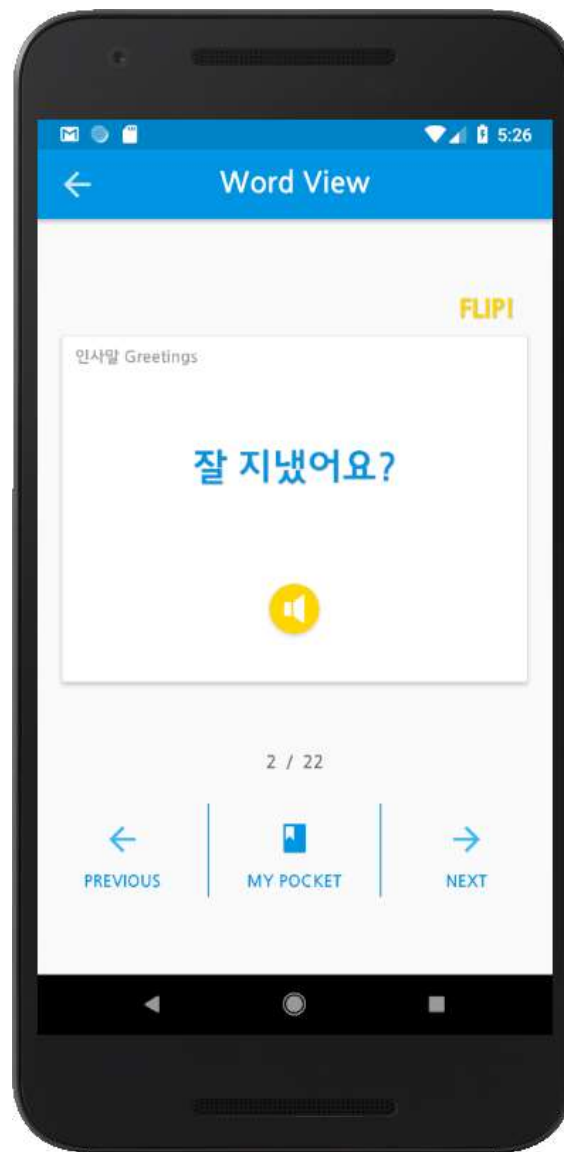 5:26
Word View
FLIP!
인사말 Greetings
잘 지냈어요?
2 / 22
PREVIOUS
MY POCKET
NEXT